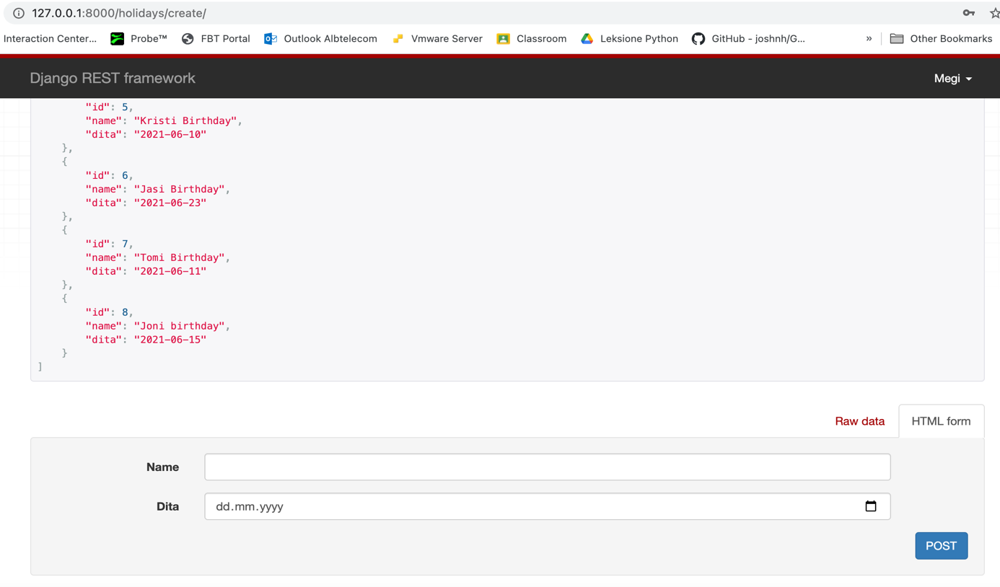 127.0.0.1:8000/holidays/create/
Interaction Center... Probe™ FBT Portal Outlook Albtelecom Vmware Server Classroom Leksione Python GitHub - joshnh/G... » Other Bookmarks
Django REST framework Megi
"id": 5,
"name": "Kristi Birthday",
"dita": "2021-06-10"
},
{
"id": 6,
"name": "Jasi Birthday",
"dita": "2021-06-23"
},
{
"id": 7,
"name": "Tomi Birthday",
"dita": "2021-06-11"
},
{
"id": 8,
"name": "Joni birthday",
"dita": "2021-06-15"
}
]
Raw data HTML form
Name
Dita dd.mm.yyyy
POST